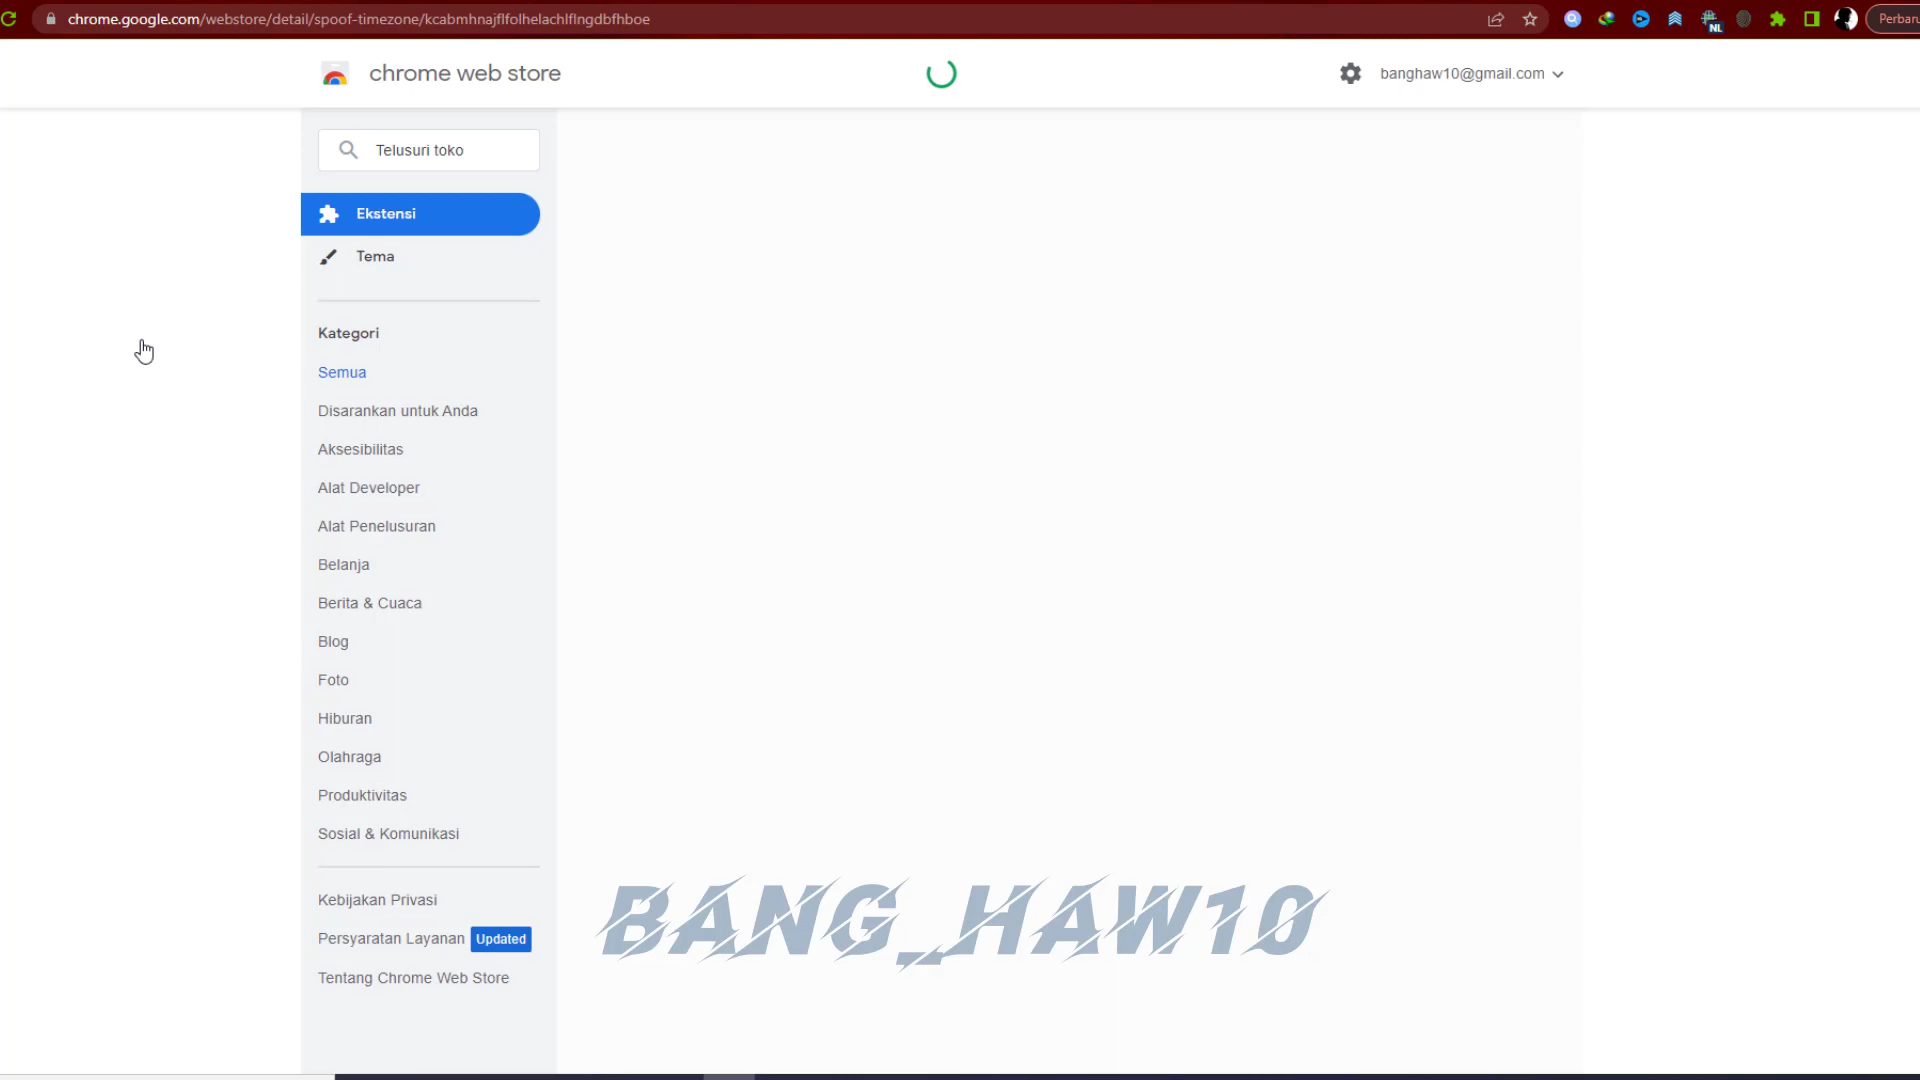 chrome.google.com/webstore/detail/spoof-timezone/kcabmhnajflfolhelachlflngdbfhboe
NL
Perbaru
chrome web store
banghaw10@gmail.com
Telusuri toko
Ekstensi
Tema
Kategori
Semua
Disarankan untuk Anda
Aksesibilitas
Alat Developer
Alat Penelusuran
Belanja
Berita & Cuaca
Blog
Foto
Hiburan
Olahraga
Produktivitas
Sosial & Komunikasi
Kebijakan Privasi
Persyaratan Layanan Updated
Tentang Chrome Web Store
BANG_HAW10